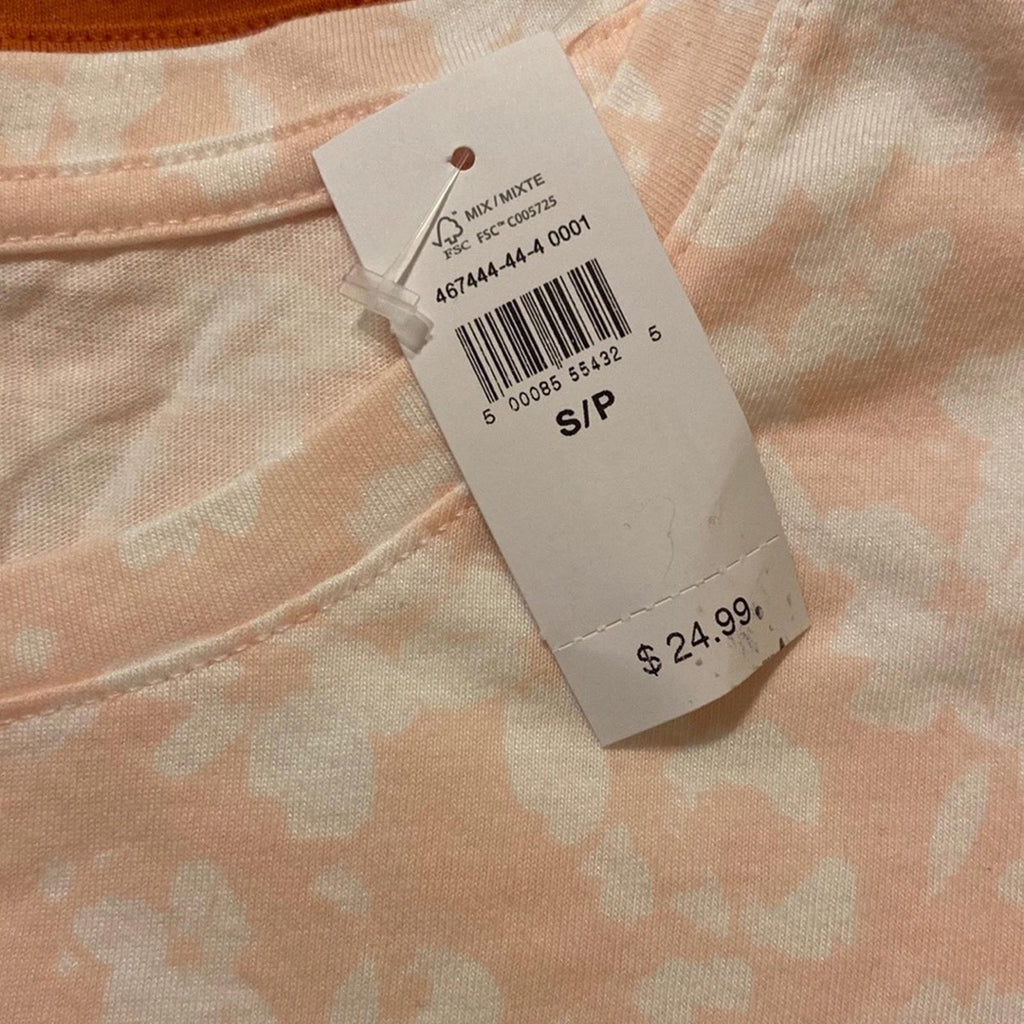 MIX / MIXTE
FSC FSC™ C005725
467444-44-4 0001
5 00085 55432 5
S/P
$ 24.99